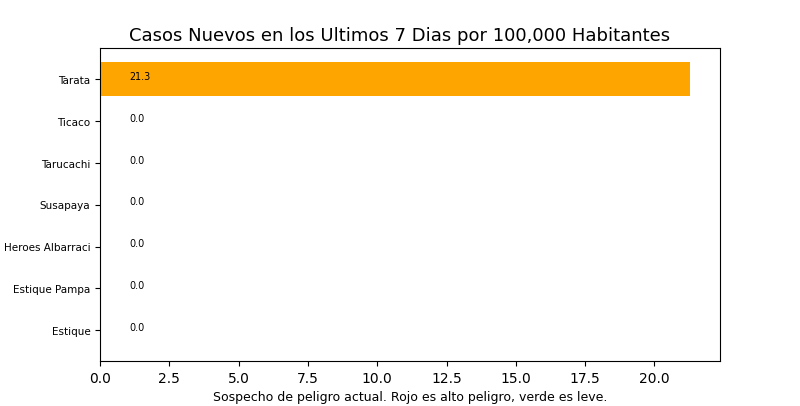 Casos Nuevos en los Ultimos 7 Dias por 100,000 Habitantes
Tarata 21.3
Ticaco 0.0
Tarucachi 0.0
Susapaya 0.0
Heroes Albarraci 0.0
Estique Pampa 0.0
Estique 0.0
0.0 2.5 5.0 7.5 10.0 12.5 15.0 17.5 20.0
Sospecho de peligro actual. Rojo es alto peligro, verde es leve.